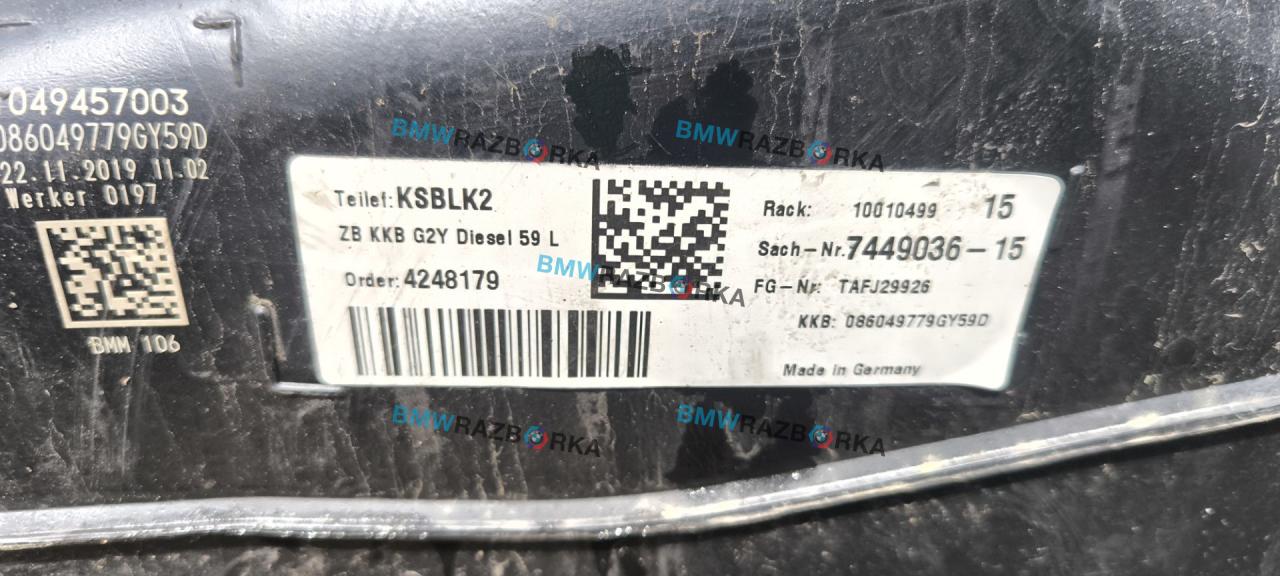 049457003
086049779GY59D
22.11.2019 11.02
Werker 0197
BMM 106
Teilef: KSBLK2
ZB KKB G2Y Diesel 59 L
Order: 4248179
Rack: 10010499 15
Sach-Nr. 7449036-15
FG-Nr: TAFJ29926
KKB: 086049779GY59D
Made in Germany
BMWRAZBORKA
BMWRAZBORKA
BMWRAZBORKA
BMWRAZBORKA
BMWRAZBORKA